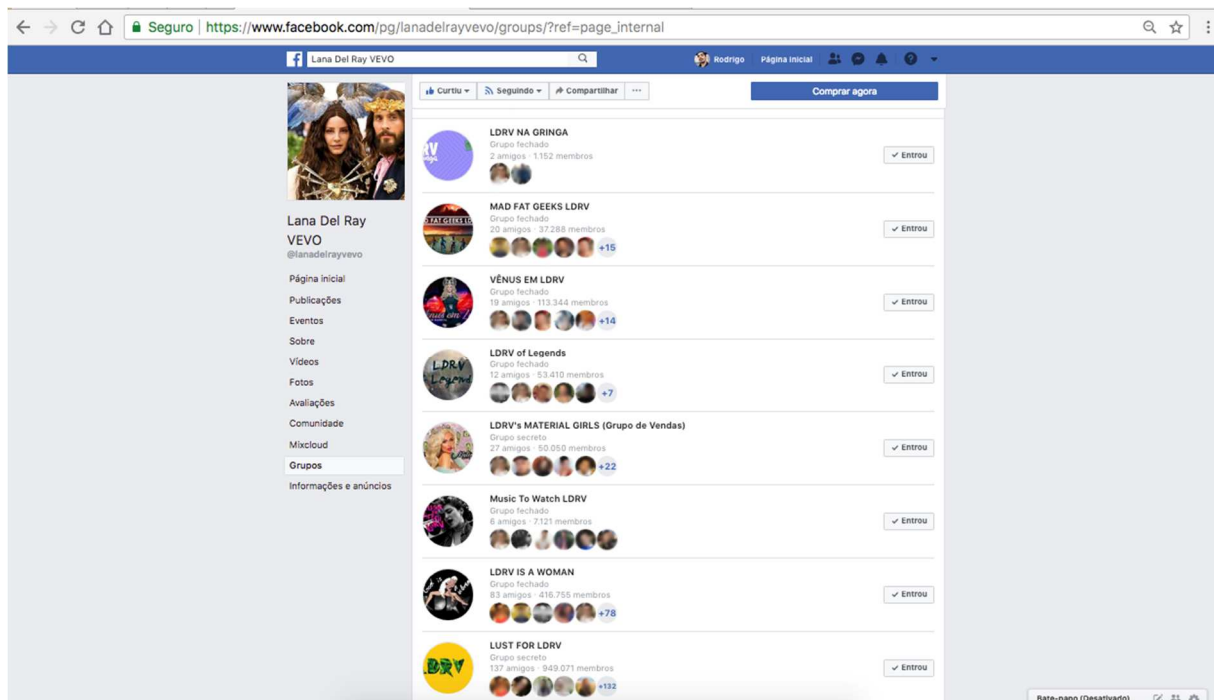 Seguro | https://www.facebook.com/pg/lanadelrayvevo/groups/?ref=page_internal
Lana Del Ray VEVO
Rodrigo
Página inicial
Curtiu
Seguindo
Compartilhar
Comprar agora
Lana Del Ray
VEVO
@lanadelrayvevo
Página inicial
Publicações
Eventos
Sobre
Vídeos
Fotos
Avaliações
Comunidade
Mixcloud
Grupos
Informações e anúncios
LDRV NA GRINGA
Grupo fechado
2 amigos · 1.152 membros
Entrou
MAD FAT GEEKS LDRV
Grupo fechado
20 amigos · 37.288 membros
+15
Entrou
VÊNUS EM LDRV
Grupo fechado
19 amigos · 113.344 membros
+14
Entrou
LDRV of Legends
Grupo fechado
12 amigos · 53.410 membros
+7
Entrou
LDRV's MATERIAL GIRLS (Grupo de Vendas)
Grupo secreto
27 amigos · 50.050 membros
+22
Entrou
Music To Watch LDRV
Grupo fechado
6 amigos · 7.121 membros
Entrou
LDRV IS A WOMAN
Grupo fechado
83 amigos · 416.755 membros
+78
Entrou
LUST FOR LDRV
Grupo secreto
137 amigos · 949.071 membros
+132
Entrou
Bate-papo (Desativado)